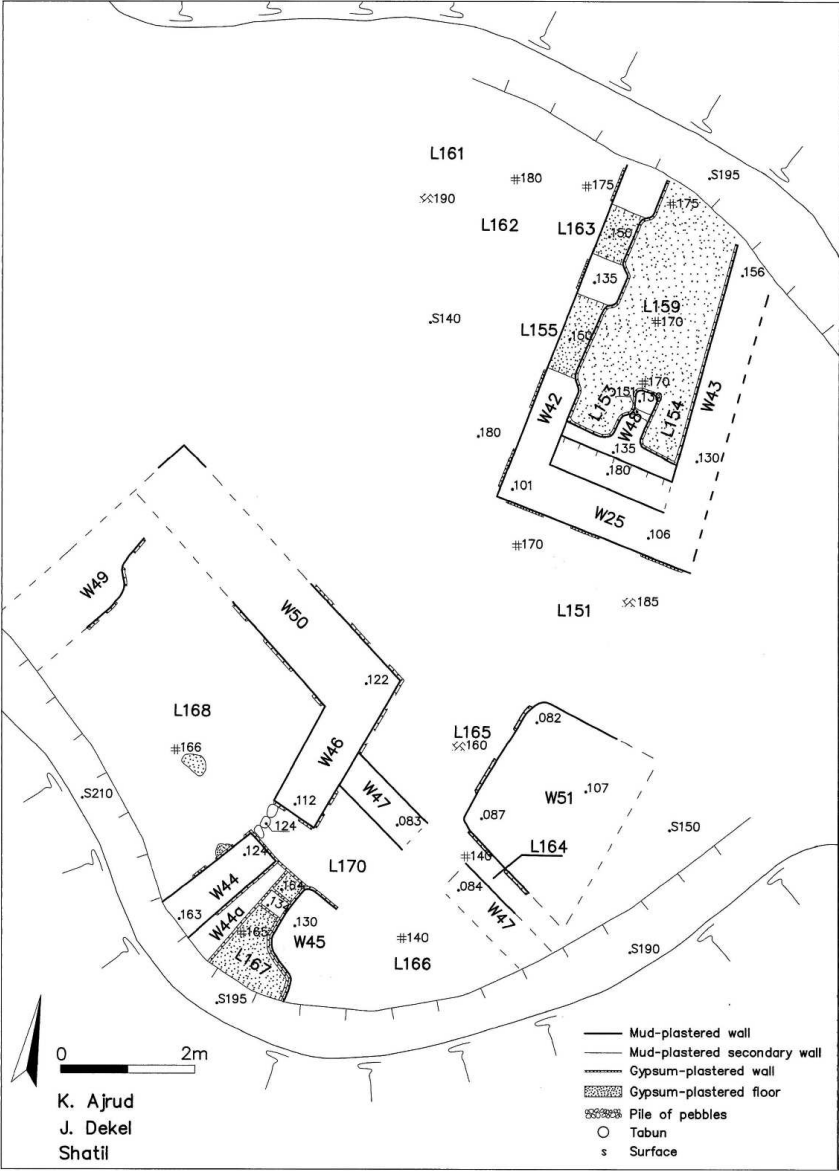 L161
#180
#175
S195
190
#175
L162
L163
.150
.156
.135
L159
#170
.S140
L155
.150
W43
#170
.151
.130
L153
L154
W42
W48
.135
.180
.180
.130
.101
W25
.106
#170
185
L151
W49
W50
.122
L168
L165
.082
#166
160
W46
W51
.107
W47
.S210
.112
.083
.087
.S150
.124
L164
.124
#140
L170
.084
W44
.164
.163
.134
W47
W44a
.130
#165
W45
#140
.S190
L167
L166
.S195
0 2m
K. Ajrud
J. Dekel
Shatil
Mud-plastered wall
Mud-plastered secondary wall
Gypsum-plastered wall
Gypsum-plastered floor
Pile of pebbles
Tabun
s Surface